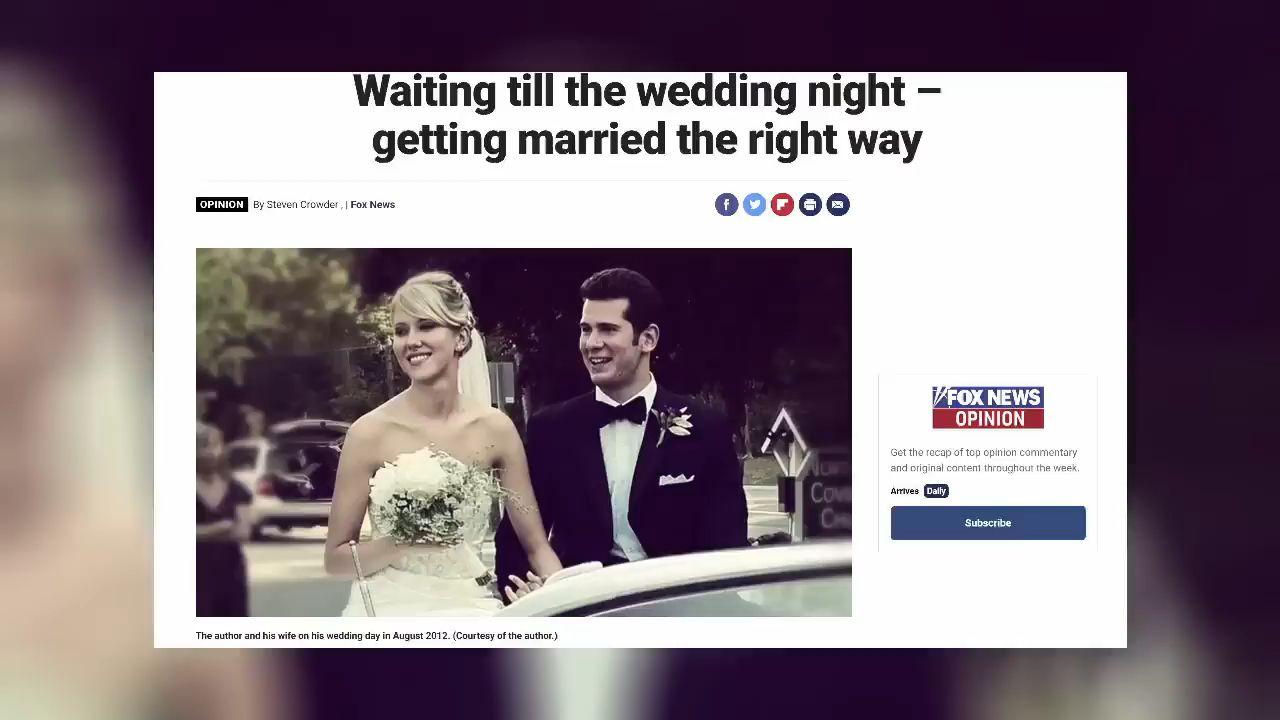 Waiting till the wedding night –
getting married the right way
OPINION By Steven Crowder , | Fox News
FOX NEWS
OPINION
Get the recap of top opinion commentary
and original content throughout the week.
Arrives Daily
Subscribe
The author and his wife on his wedding day in August 2012. (Courtesy of the author.)